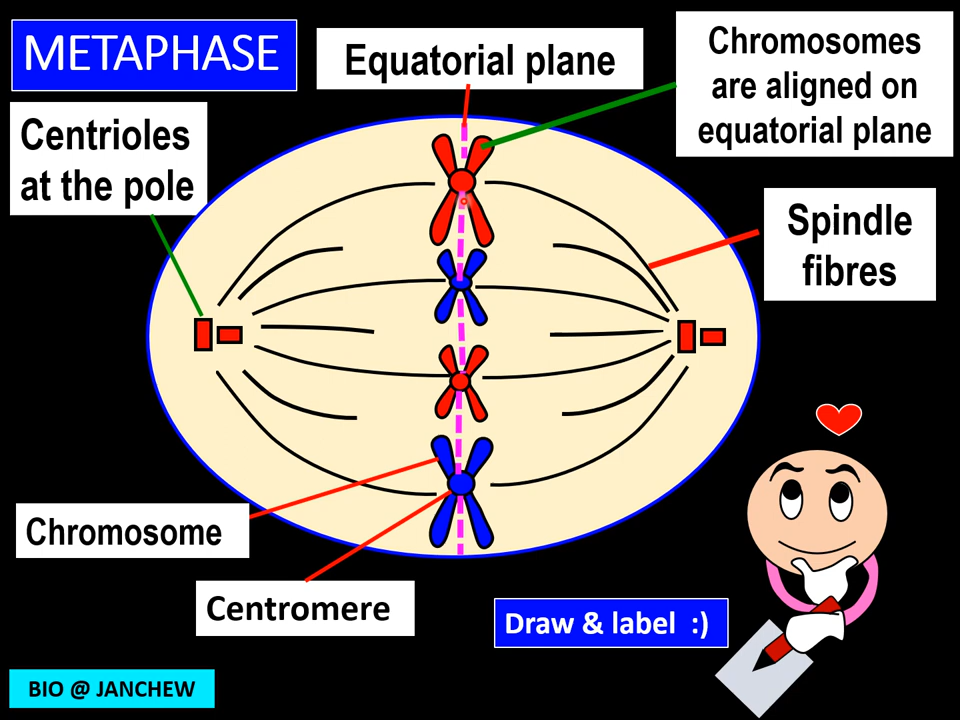 METAPHASE
Equatorial plane
Chromosomes
are aligned on
equatorial plane
Centrioles
at the pole
Spindle
fibres
Chromosome
Centromere
Draw & label :)
BIO @ JANCHEW